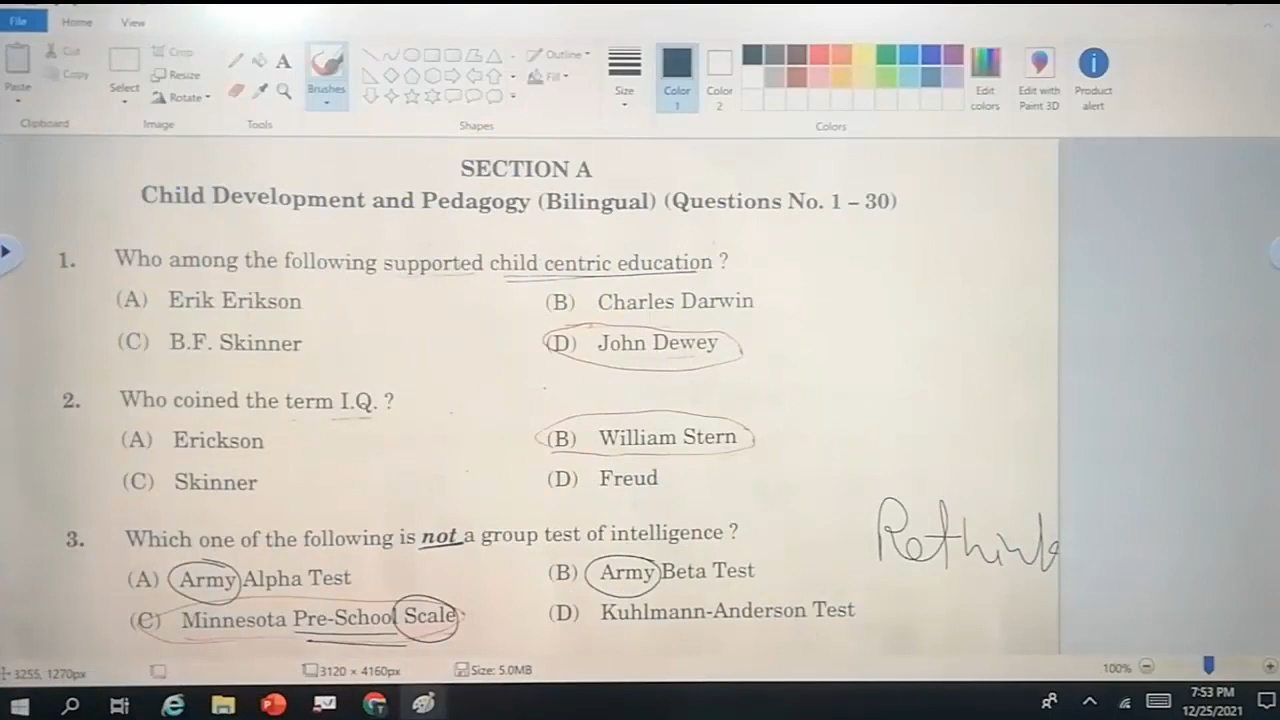 File Home View
Paste Cut Copy Select Crop Resize Rotate A Brushes Outline Fill Size Color 1 Color 2 Edit colors Edit with Paint 3D Product alert
Clipboard Image Tools Shapes Colors
SECTION A
Child Development and Pedagogy (Bilingual) (Questions No. 1 – 30)
1. Who among the following supported child centric education ?
(A) Erik Erikson (B) Charles Darwin
(C) B.F. Skinner (D) John Dewey
2. Who coined the term I.Q. ?
(A) Erickson (B) William Stern
(C) Skinner (D) Freud
3. Which one of the following is not a group test of intelligence ?
(A) Army Alpha Test (B) Army Beta Test
(C) Minnesota Pre-School Scale (D) Kuhlmann-Anderson Test
Rethink
3255, 1270px 3120 × 4160px Size: 5.0MB 100%
7:53 PM
12/25/2021